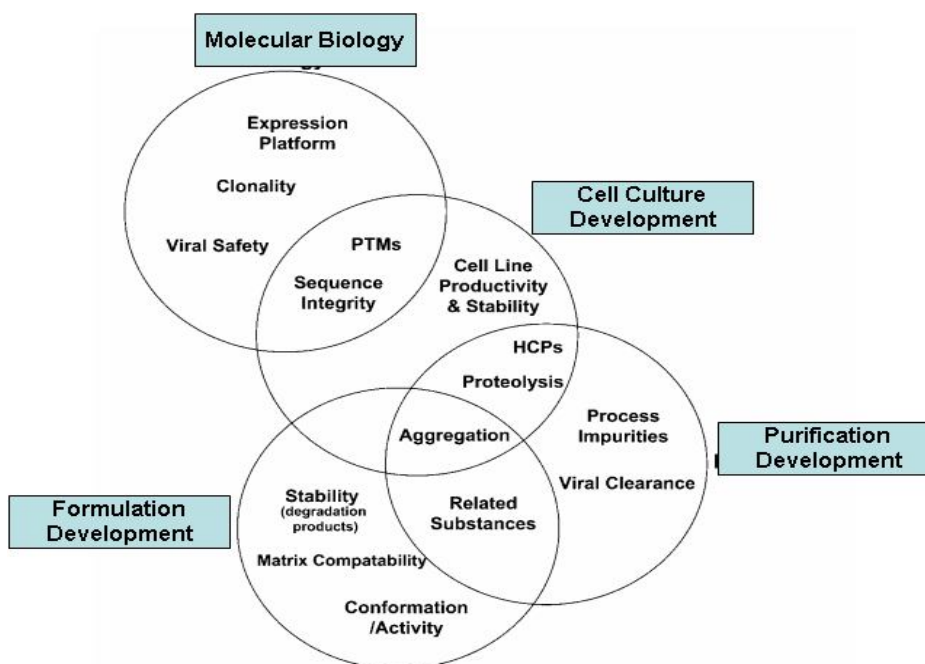 Molecular Biology
Expression
Platform
Clonality
Viral Safety
PTMs
Sequence
Integrity
Cell Culture
Development
Cell Line
Productivity
& Stability
HCPs
Proteolysis
Aggregation
Process
Impurities
Viral Clearance
Purification
Development
Related
Substances
Formulation
Development
Stability
(degradation
products)
Matrix Compatability
Conformation
/Activity